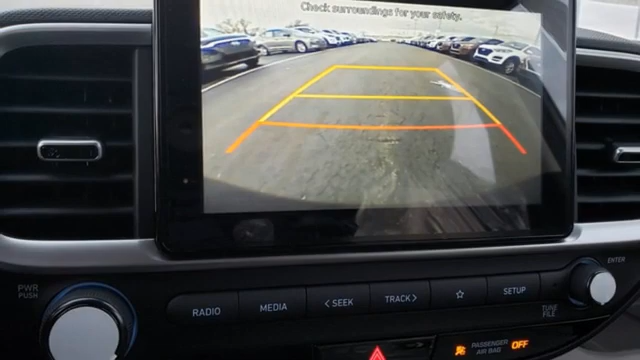 Check surroundings for your safety.
PWR
PUSH
RADIO
MEDIA
< SEEK
TRACK >
☆
SETUP
ENTER
TUNE
FILE
PASSENGER
AIR BAG
OFF